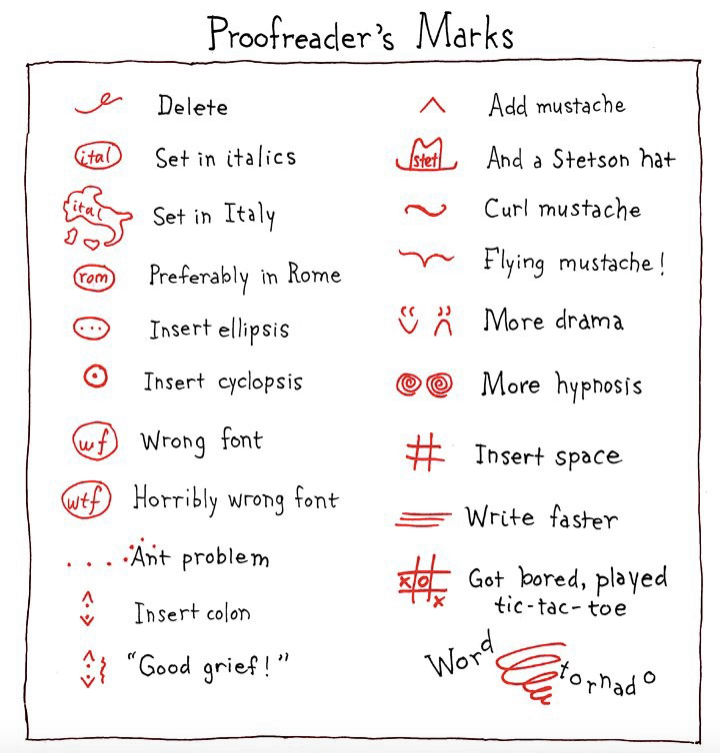 Proofreader's Marks
Delete
ital Set in italics
ital Set in Italy
rom Preferably in Rome
... Insert ellipsis
Insert cyclopsis
wf Wrong font
wtf Horribly wrong font
....Ant problem
Insert colon
"Good grief!"
^ Add mustache
stet And a Stetson hat
Curl mustache
Flying mustache!
More drama
More hypnosis
# Insert space
Write faster
xox Got bored, played
tic-tac-toe
Word tornado